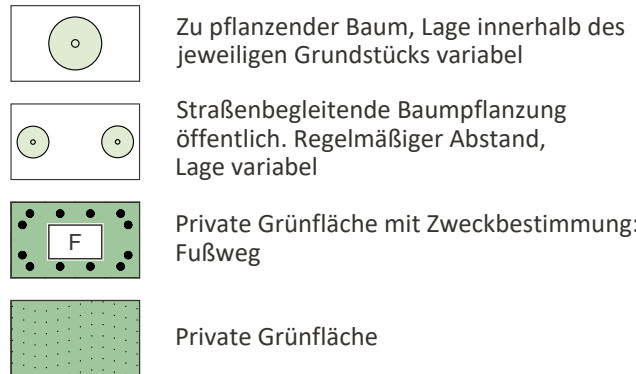 Zu pflanzender Baum, Lage innerhalb des
jeweiligen Grundstücks variabel
Straßenbegleitende Baumpflanzung
öffentlich. Regelmäßiger Abstand,
Lage variabel
F
Private Grünfläche mit Zweckbestimmung:
Fußweg
Private Grünfläche